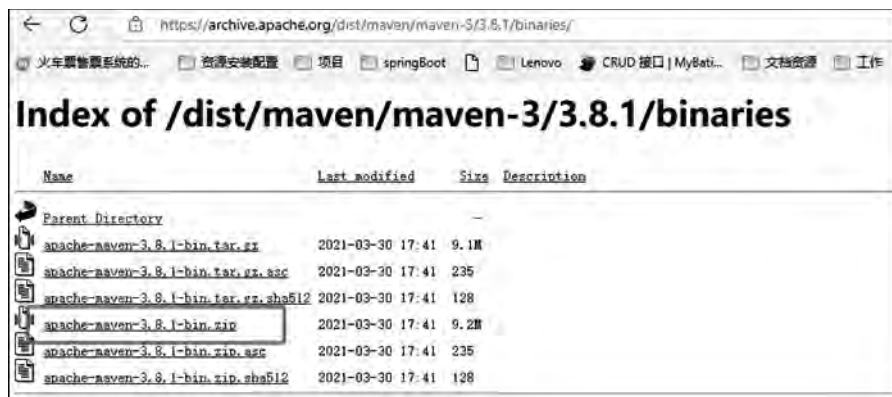 https://archive.apache.org/dist/maven/maven-3/3.8.1/binaries/
火车票售票系统的... 资源安装配置 项目 springBoot Lenovo CRUD 接口 | MyBati... 文档资源 工作
Index of /dist/maven/maven-3/3.8.1/binaries
Name Last modified Size Description
Parent Directory -
apache-maven-3.8.1-bin.tar.gz 2021-03-30 17:41 9.1M
apache-maven-3.8.1-bin.tar.gz.asc 2021-03-30 17:41 235
apache-maven-3.8.1-bin.tar.gz.sha512 2021-03-30 17:41 128
apache-maven-3.8.1-bin.zip 2021-03-30 17:41 9.2M
apache-maven-3.8.1-bin.zip.asc 2021-03-30 17:41 235
apache-maven-3.8.1-bin.zip.sha512 2021-03-30 17:41 128